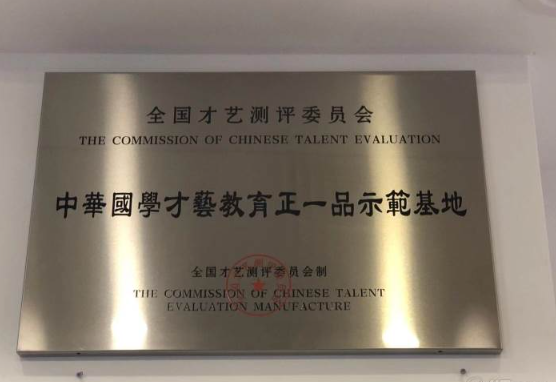 全国才艺测评委员会
THE COMMISSION OF CHINESE TALENT EVALUATION
中華國學才藝教育正一品示範基地
全国才艺测评委员会制
THE COMMISSION OF CHINESE TALENT
EVALUATION MANUFACTURE